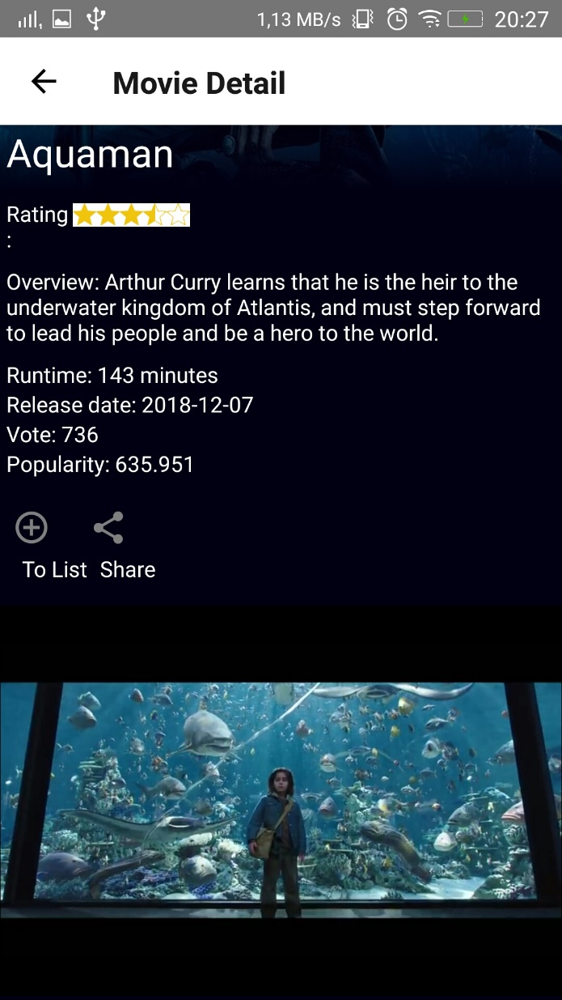 1,13 MB/s 20:27
Movie Detail
Aquaman
Rating
:
Overview: Arthur Curry learns that he is the heir to the
underwater kingdom of Atlantis, and must step forward
to lead his people and be a hero to the world.
Runtime: 143 minutes
Release date: 2018-12-07
Vote: 736
Popularity: 635.951
To List Share